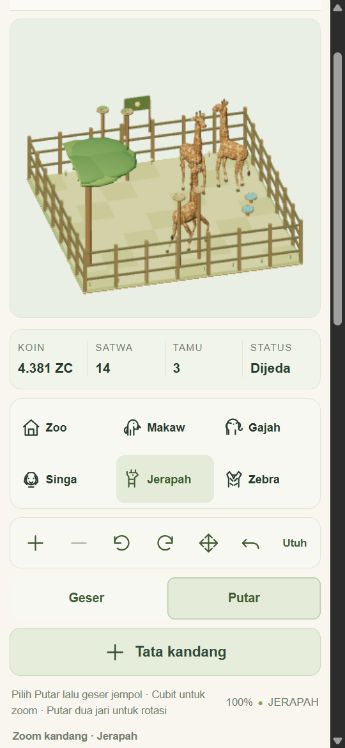 KOIN SATWA TAMU STATUS
4.381 ZC 14 3 Dijeda
Zoo Makaw Gajah
Singa Jerapah Zebra
Utuh
Geser Putar
Tata kandang
Pilih Putar lalu geser jempol · Cubit untuk
zoom · Putar dua jari untuk rotasi
100% • JERAPAH
Zoom kandang · Jerapah